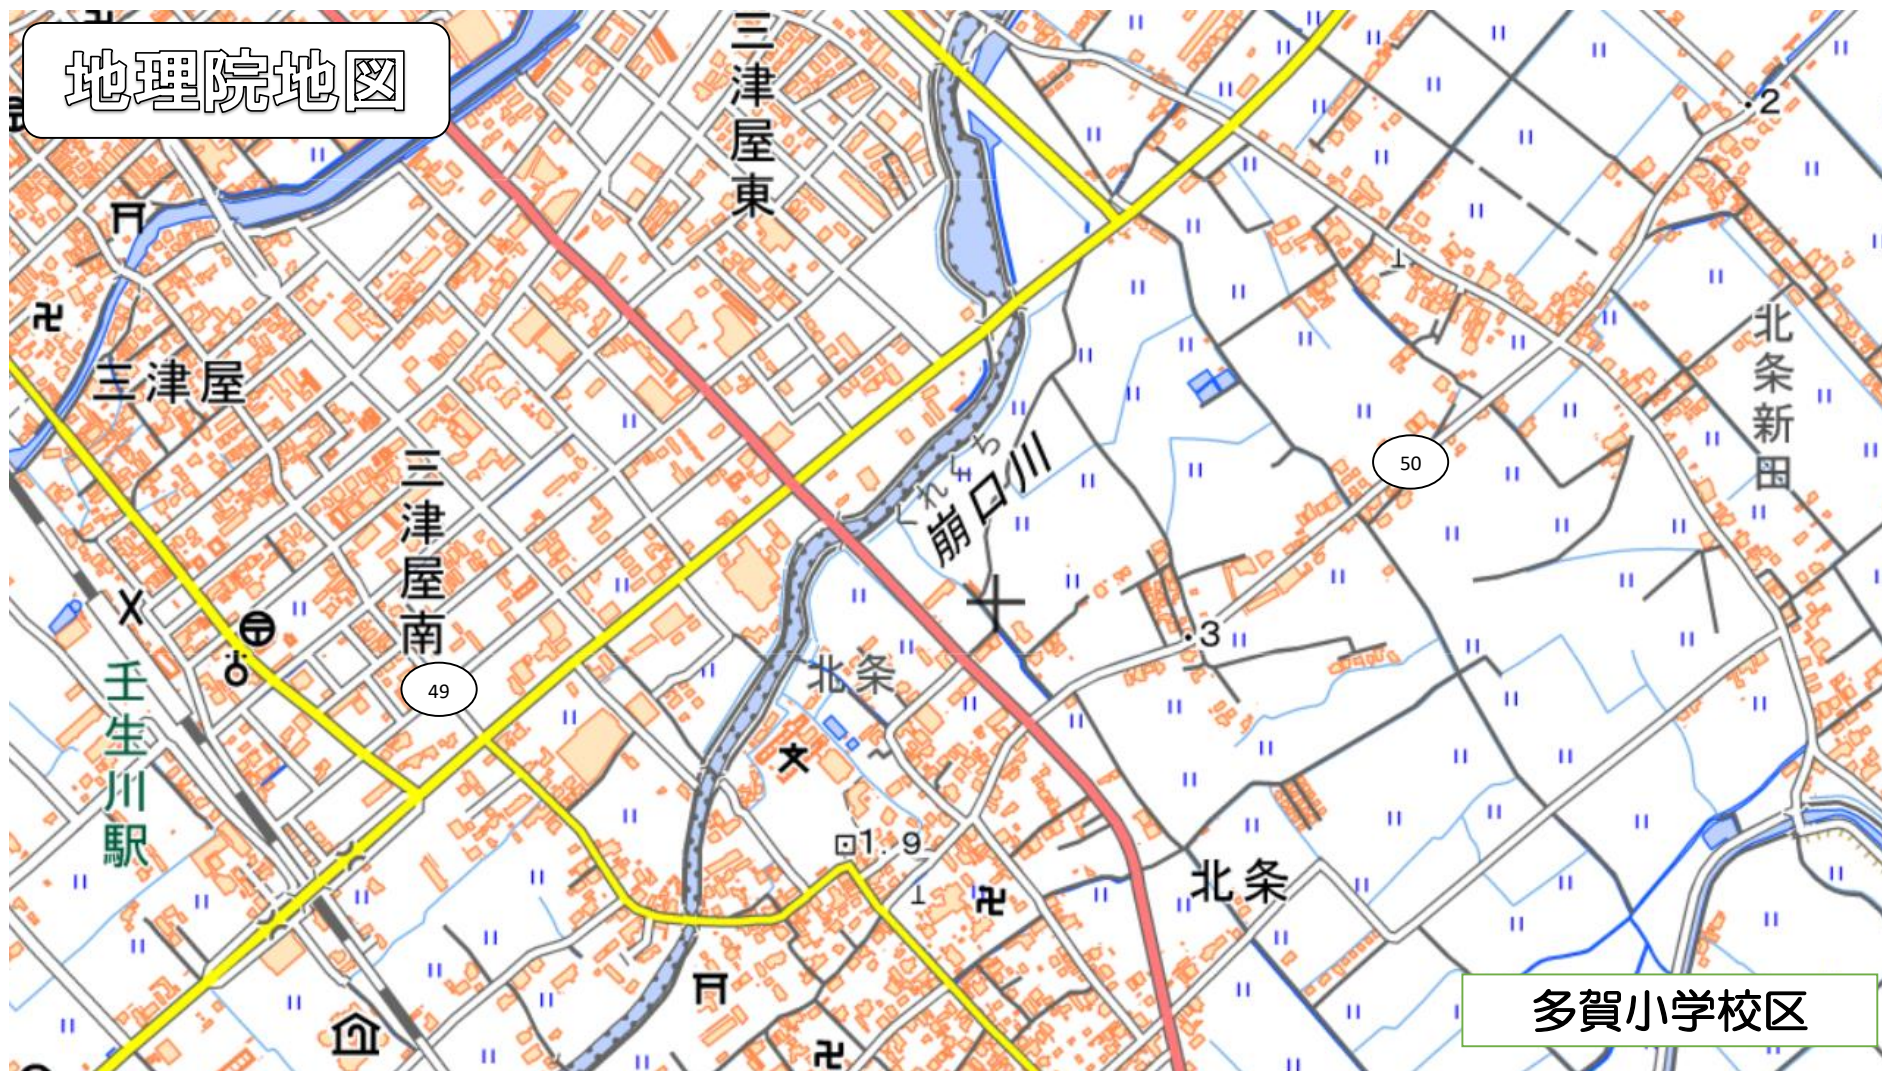 地理院地図
三津屋東
2
三津屋
北条新田
三津屋南
50
くれぐち
崩口川
3
49
北条
壬生川駅
1.9
北条
多賀小学校区